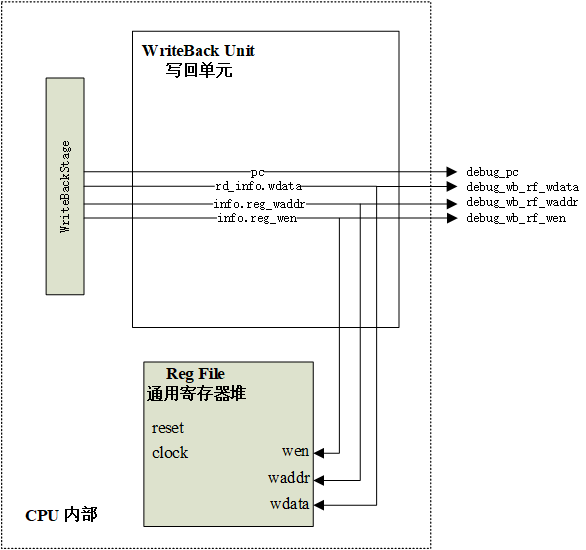 WriteBack Unit
写回单元
WriteBackStage
pc
debug_pc
rd_info.wdata
debug_wb_rf_wdata
info.reg_waddr
debug_wb_rf_waddr
info.reg_wen
debug_wb_rf_wen
Reg File
通用寄存器堆
reset
clock
wen
waddr
wdata
CPU 内部